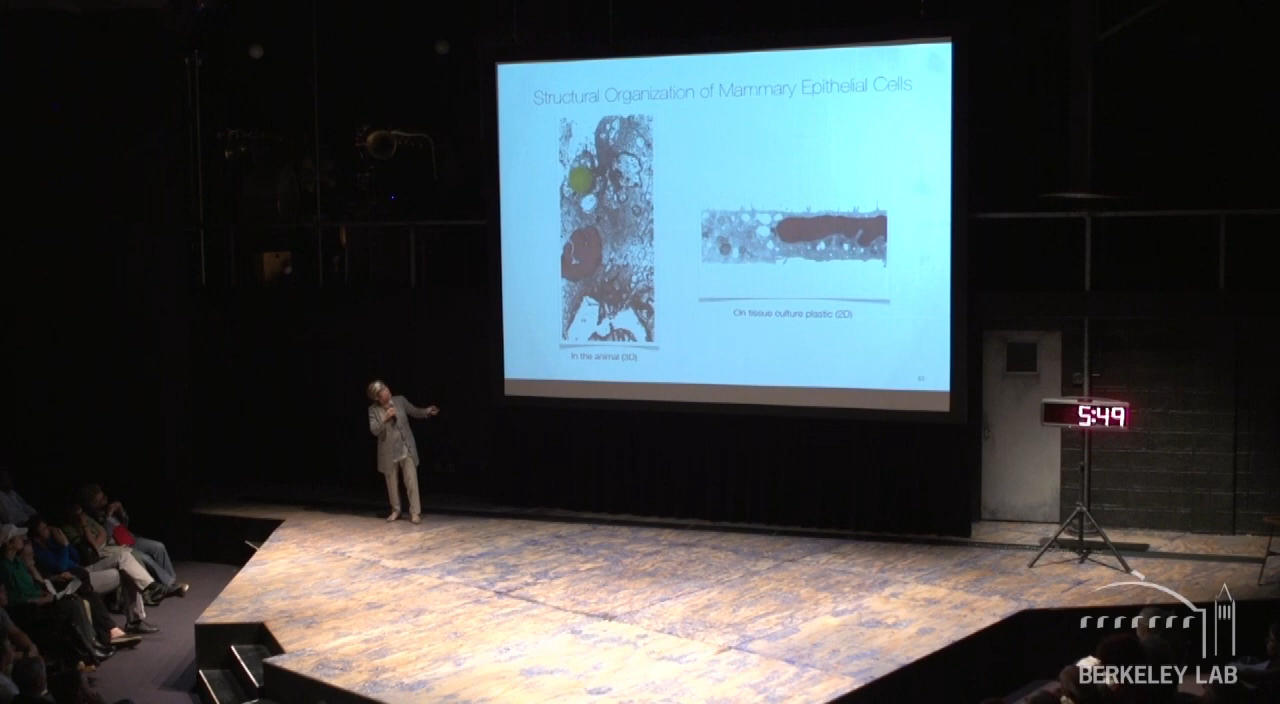 Structural Organization of Mammary Epithelial Cells
On tissue culture plastic (2D)
In the animal (3D)
5:49
BERKELEY LAB